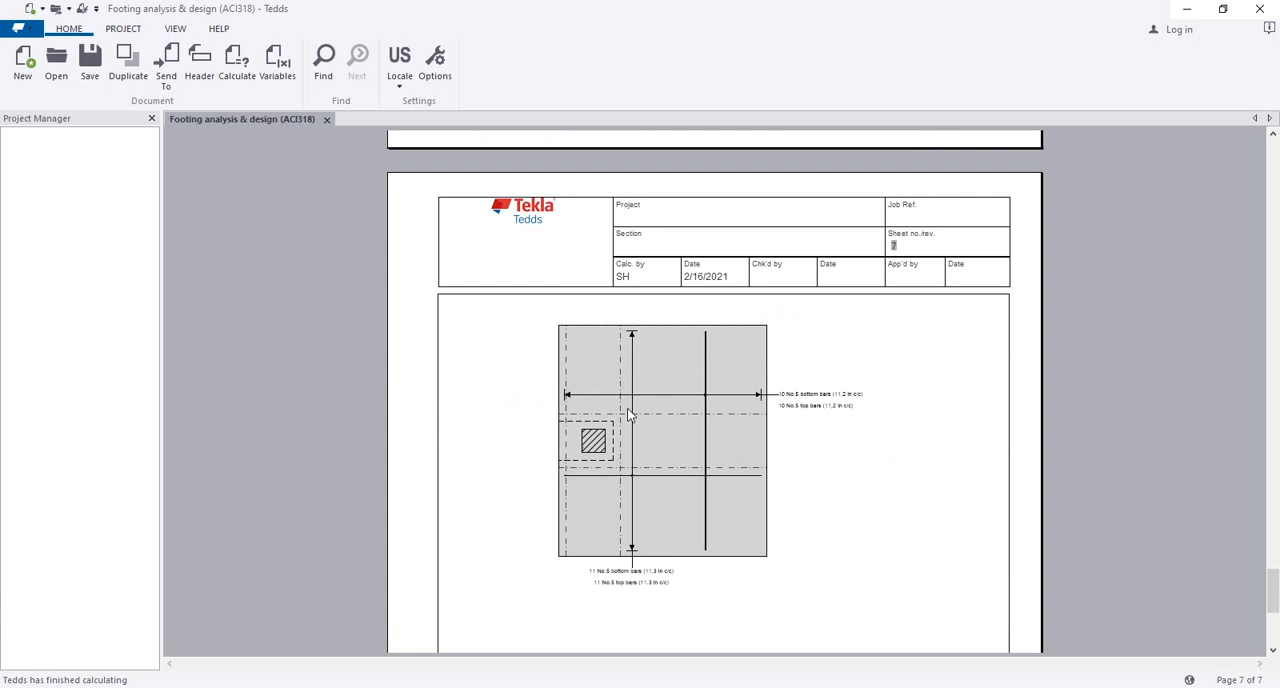 Footing analysis & design (ACI318) - Tedds
HOME PROJECT VIEW HELP
Log in
New Open Save Duplicate Send To Header Calculate Variables Find Next Locale Options
US
Document Find Settings
Project Manager
Footing analysis & design (ACI318)
Tekla
Tedds
Project
Job Ref.
Section
Sheet no./rev.
7
Calc. by
SH
Date
2/16/2021
Chk'd by
Date
App'd by
Date
10 No.5 bottom bars (11.2 in c/c)
10 No.5 top bars (11.2 in c/c)
11 No.5 bottom bars (11.3 in c/c)
11 No.5 top bars (11.3 in c/c)
Tedds has finished calculating
Page 7 of 7